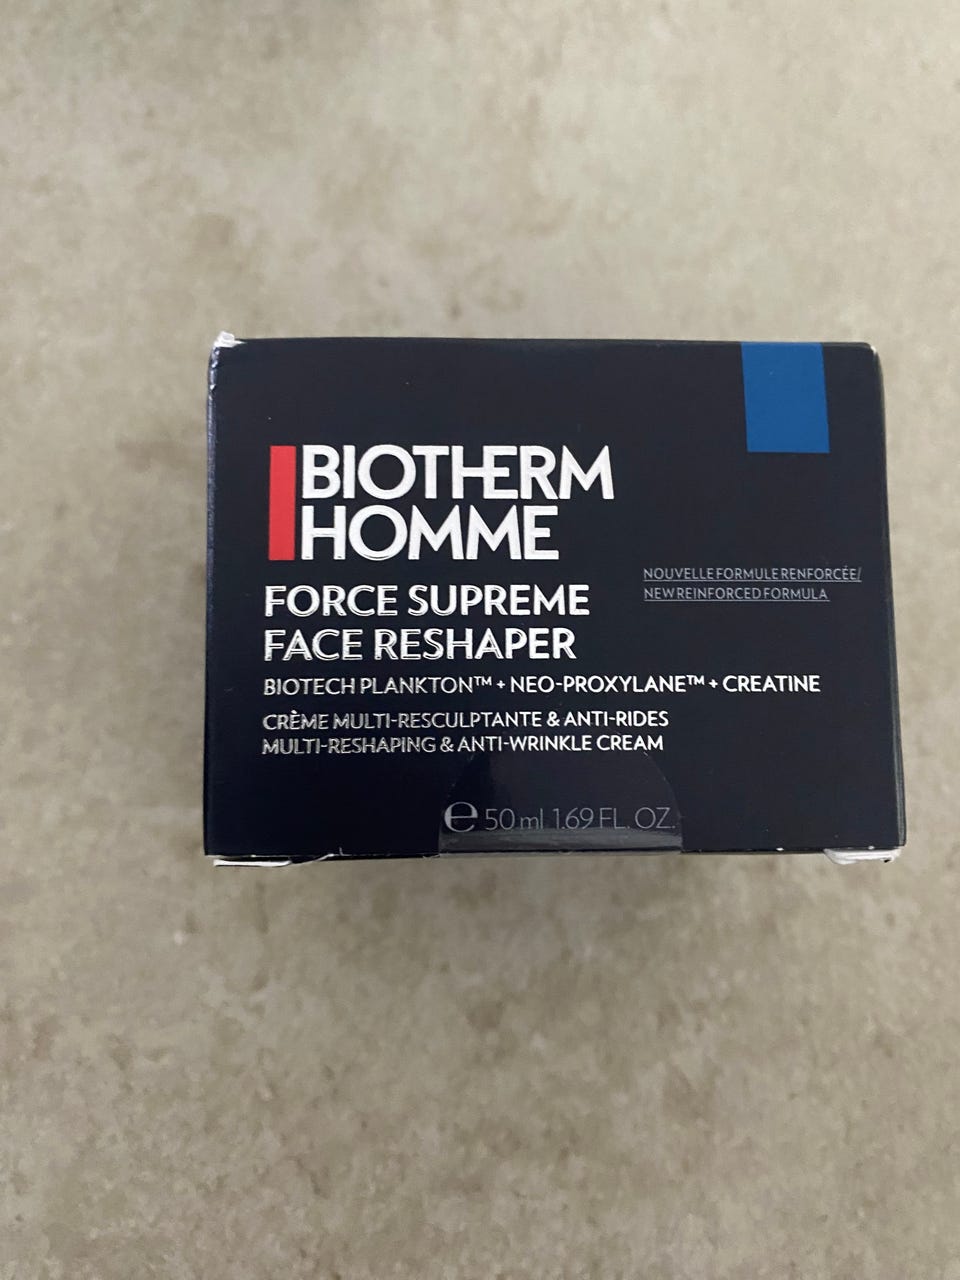 BIOTHERM
HOMME
FORCE SUPREME
FACE RESHAPER
NOUVELLE FORMULE RENFORCÉE/
NEW REINFORCED FORMULA
BIOTECH PLANKTON™ + NEO-PROXYLANE™ + CREATINE
CRÈME MULTI-RESCULPTANTE & ANTI-RIDES
MULTI-RESHAPING & ANTI-WRINKLE CREAM
℮ 50 ml 1.69 FL. OZ.